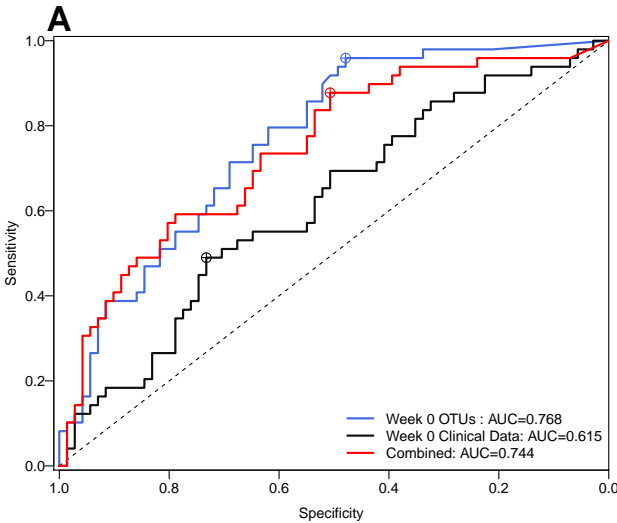 A
1.0
0.8
0.6
0.4
0.2
0.0
Sensitivity
Week 0 OTUs : AUC=0.768
Week 0 Clinical Data: AUC=0.615
Combined: AUC=0.744
1.0 0.8 0.6 0.4 0.2 0.0
Specificity